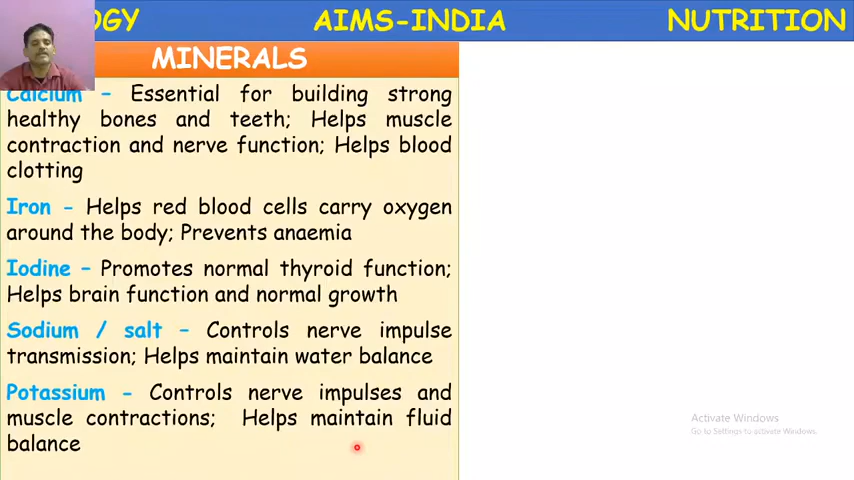 OGY AIMS-INDIA NUTRITION
MINERALS
Calcium – Essential for building strong
healthy bones and teeth; Helps muscle
contraction and nerve function; Helps blood
clotting
Iron – Helps red blood cells carry oxygen
around the body; Prevents anaemia
Iodine – Promotes normal thyroid function;
Helps brain function and normal growth
Sodium / salt – Controls nerve impulse
transmission; Helps maintain water balance
Potassium – Controls nerve impulses and
muscle contractions; Helps maintain fluid
balance
Activate Windows
Go to Settings to activate Windows.